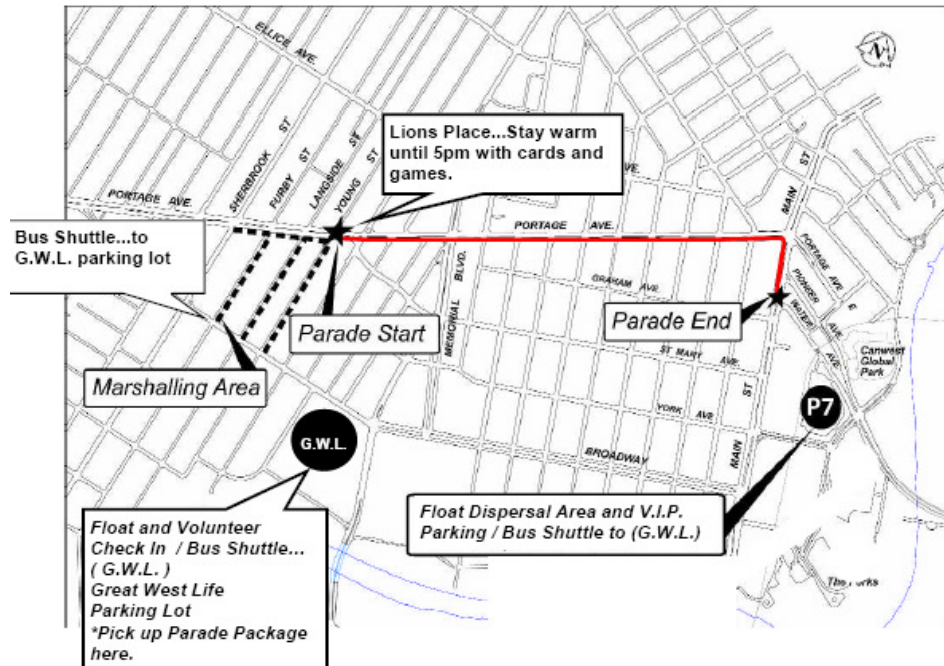 ELLICE AVE.
N
Lions Place...Stay warm
until 5pm with cards and
games.
AVE.
SHERBROOK ST
FURBY ST
LANGSIDE ST
YOUNG ST
MAIN ST
PORTAGE AVE.
PORTAGE AVE.
Bus Shuttle...to
G.W.L. parking lot
PORTAGE AVE E
PIONEER AVE
WATER AVE
MEMORIAL BLVD.
GRAHAM AVE.
Parade Start
Parade End
ST MARY AVE.
Canwest
Global
Park
Marshalling Area
YORK AVE
P7
G.W.L.
MAIN ST
BROADWAY
Float and Volunteer
Check In / Bus Shuttle...
( G.W.L. )
Great West Life
Parking Lot
*Pick up Parade Package
here.
Float Dispersal Area and V.I.P.
Parking / Bus Shuttle to (G.W.L.)
The Forks